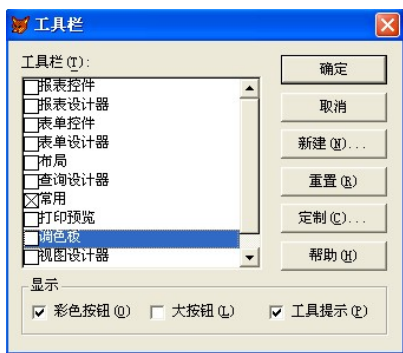 工具栏
工具栏(T):
报表控件
报表设计器
表单控件
表单设计器
布局
查询设计器
常用
打印预览
调色板
视图设计器
确定
取消
新建(N)...
重置(R)
定制(C)...
帮助(H)
显示
彩色按钮(O) 大按钮(L) 工具提示(P)